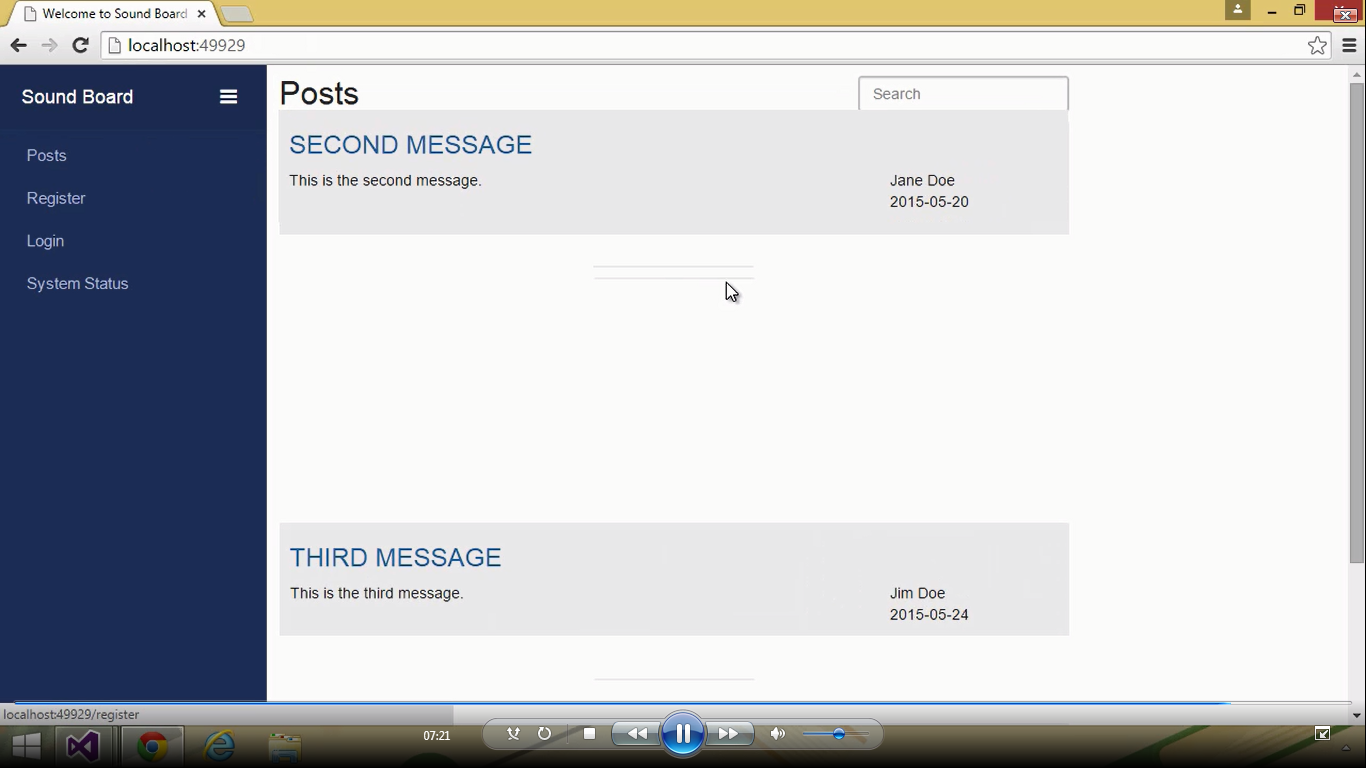 Welcome to Sound Board
localhost:49929
Sound Board
Posts
Register
Login
System Status
Posts
Search
SECOND MESSAGE
This is the second message.
Jane Doe
2015-05-20
THIRD MESSAGE
This is the third message.
Jim Doe
2015-05-24
localhost:49929/register
07:21